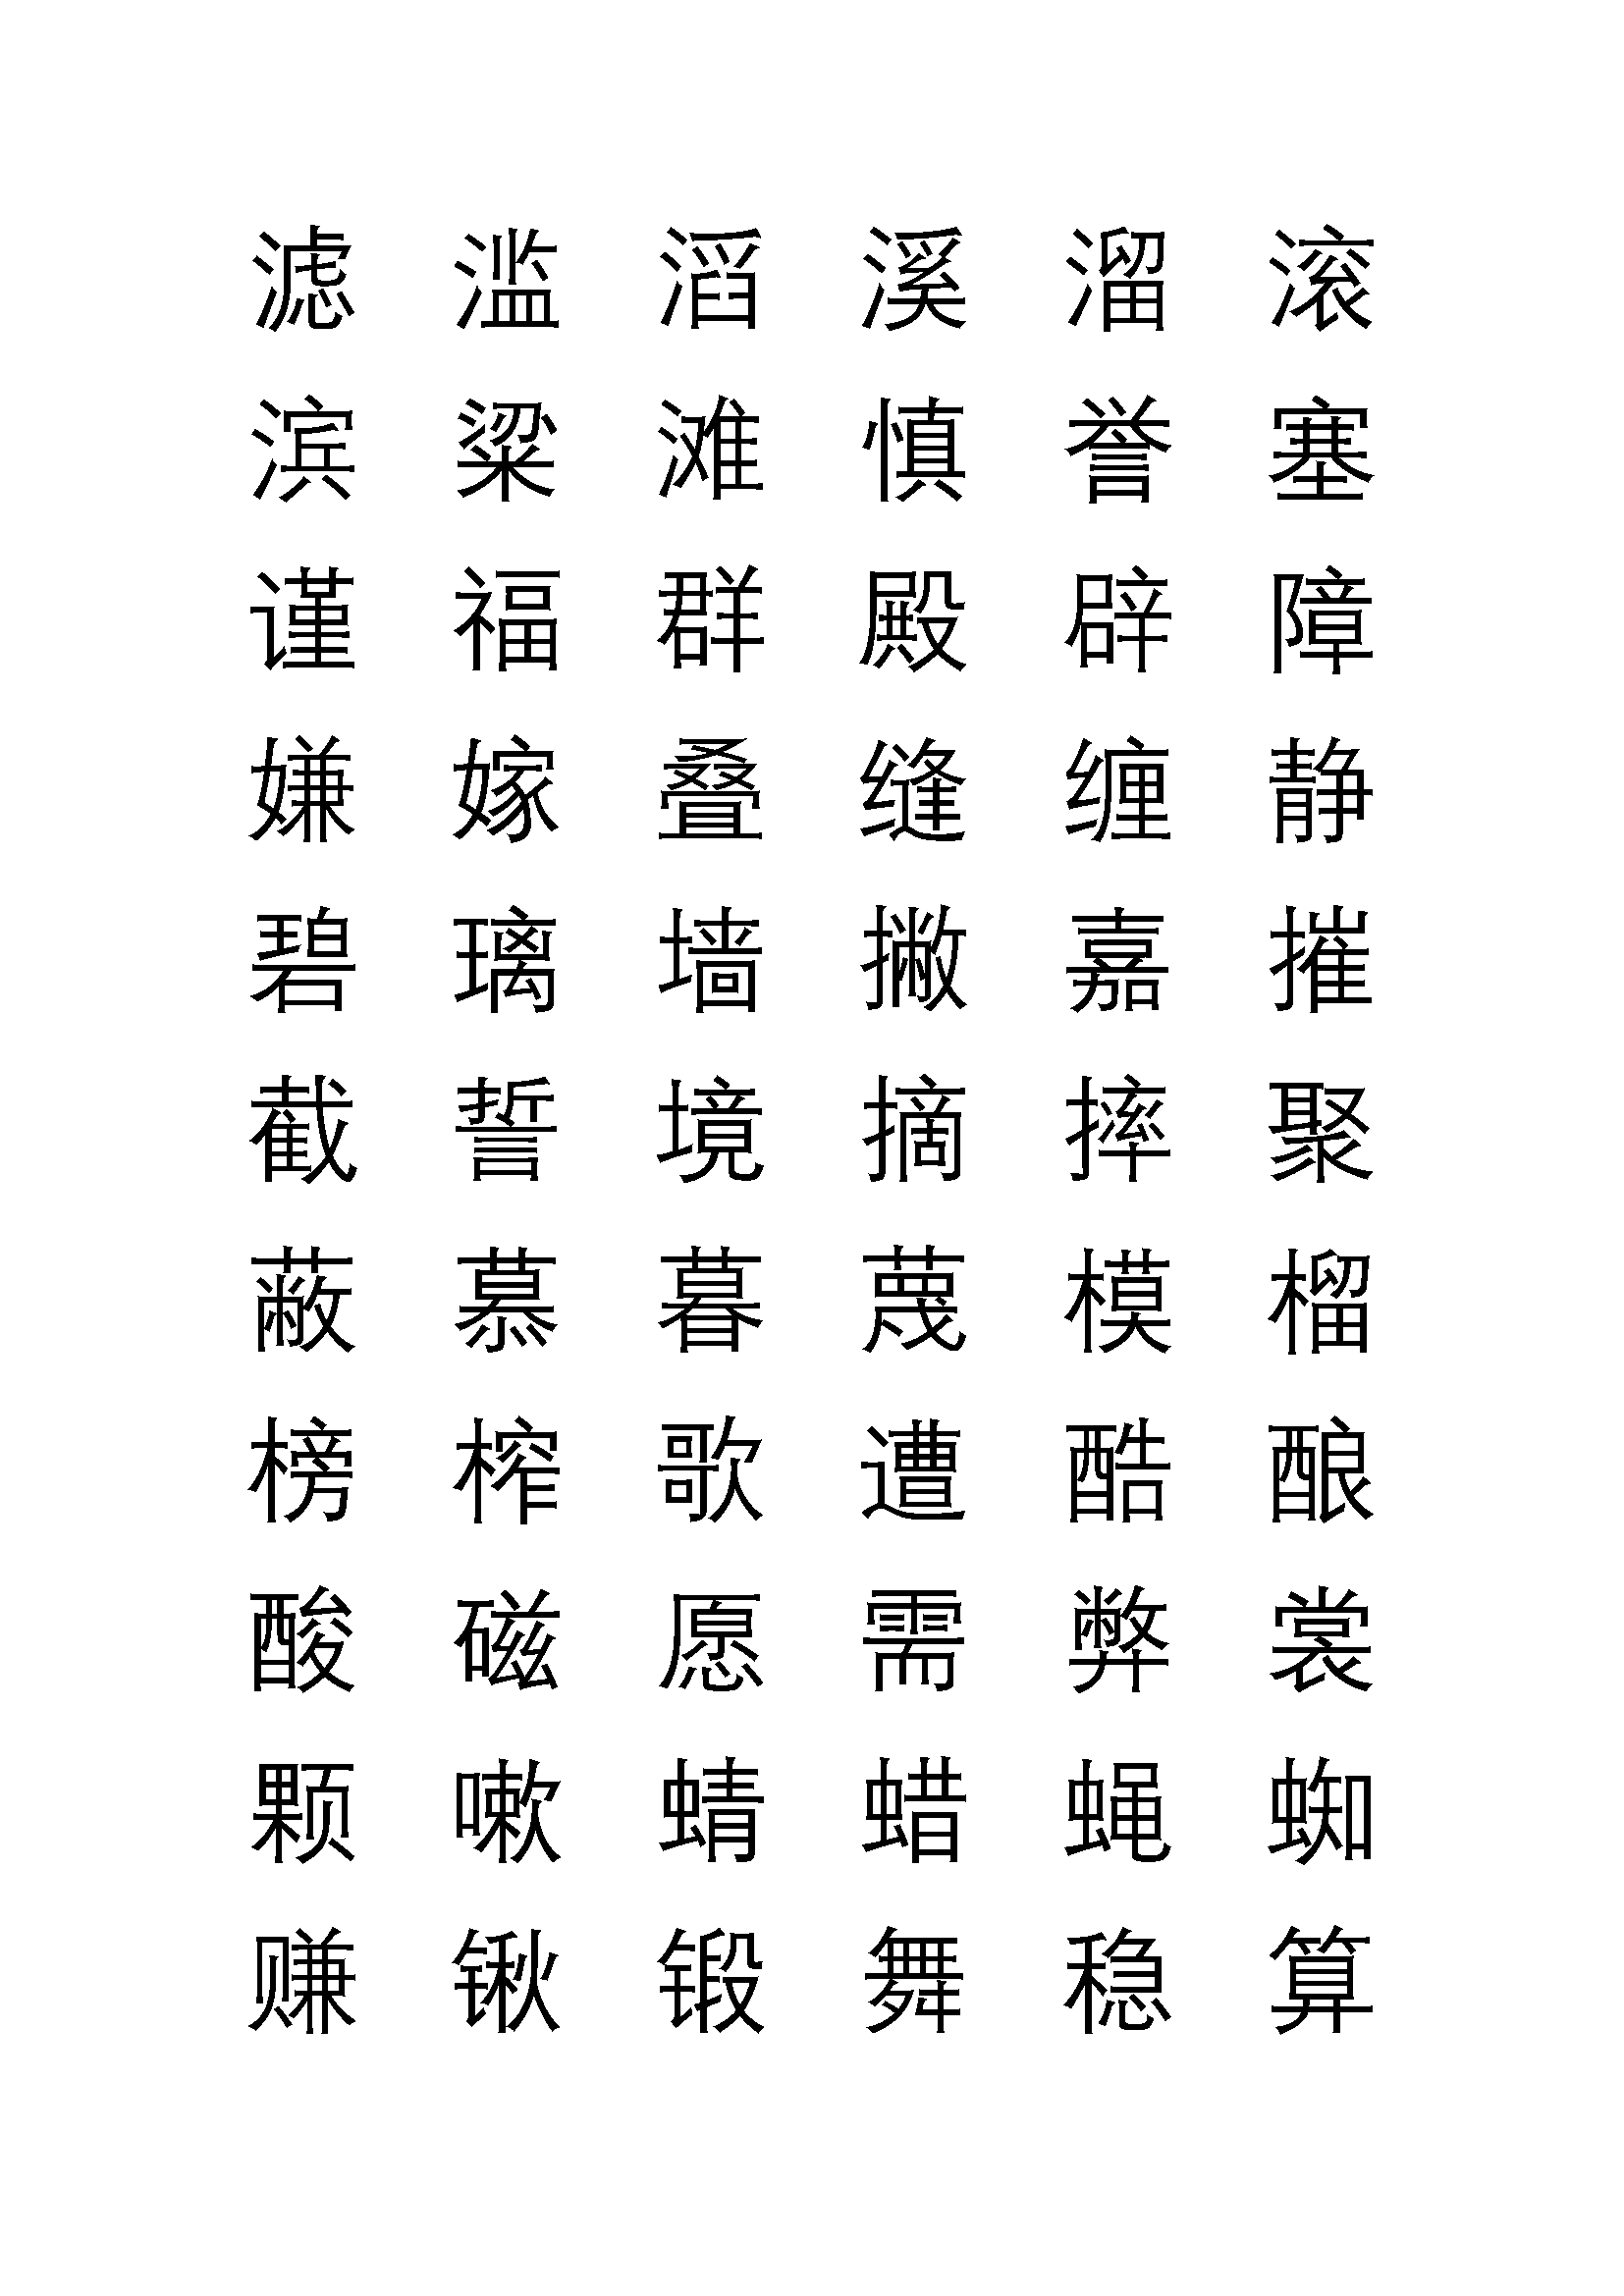 滤 滥 滔 溪 溜 滚
滨 粱 滩 慎 誉 塞
谨 福 群 殿 辟 障
嫌 嫁 叠 缝 缠 静
碧 璃 墙 撇 嘉 摧
截 誓 境 摘 摔 聚
蔽 慕 暮 蔑 模 榴
榜 榨 歌 遭 酷 酿
酸 磁 愿 需 弊 裳
颗 嗽 蜻 蜡 蝇 蜘
赚 锹 锻 舞 稳 算